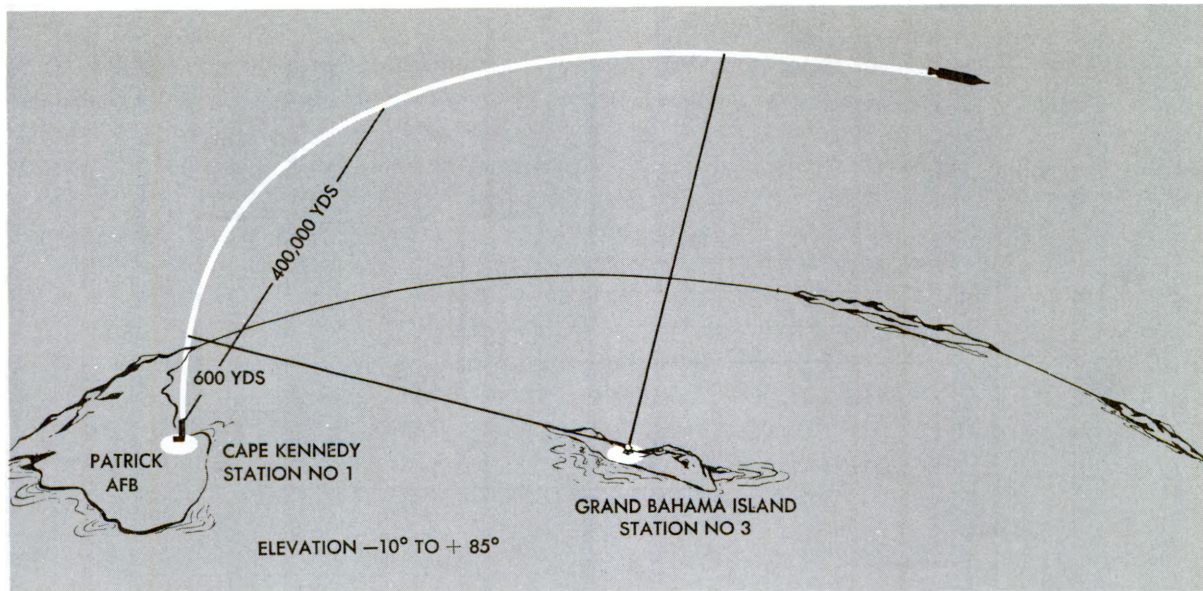 400,000 YDS
600 YDS
PATRICK
AFB
CAPE KENNEDY
STATION NO 1
GRAND BAHAMA ISLAND
STATION NO 3
ELEVATION –10° TO + 85°